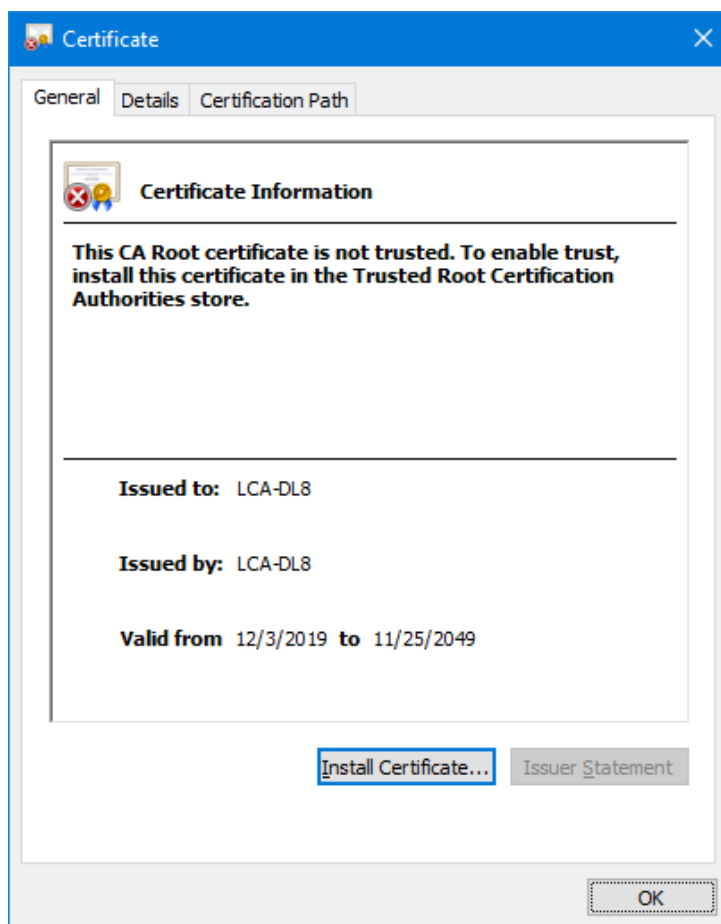 Certificate
General Details Certification Path
Certificate Information
This CA Root certificate is not trusted. To enable trust,
install this certificate in the Trusted Root Certification
Authorities store.
Issued to: LCA-DL8
Issued by: LCA-DL8
Valid from 12/3/2019 to 11/25/2049
Install Certificate... Issuer Statement
OK